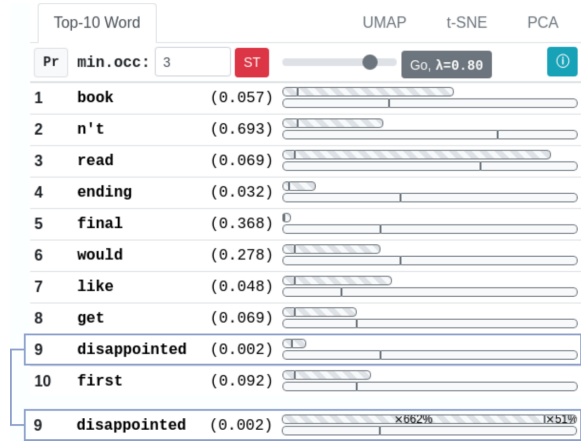 Top-10 Word UMAP t-SNE PCA
Pr min.occ: 3 ST Go, λ=0.80 ⓘ
1 book (0.057)
2 n't (0.693)
3 read (0.069)
4 ending (0.032)
5 final (0.368)
6 would (0.278)
7 like (0.048)
8 get (0.069)
9 disappointed (0.002)
10 first (0.092)
9 disappointed (0.002) ×662% ×51%